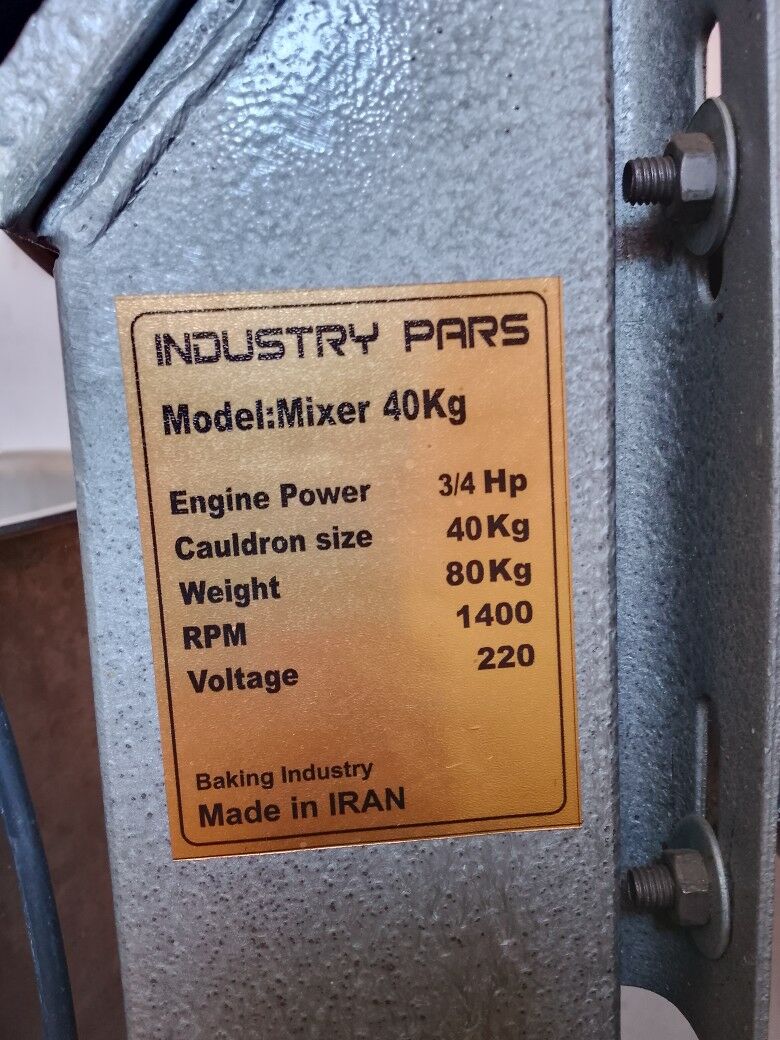 INDUSTRY PARS
Model:Mixer 40Kg
Engine Power 3/4 Hp
Cauldron size 40Kg
Weight 80Kg
RPM 1400
Voltage 220
Baking Industry
Made in IRAN